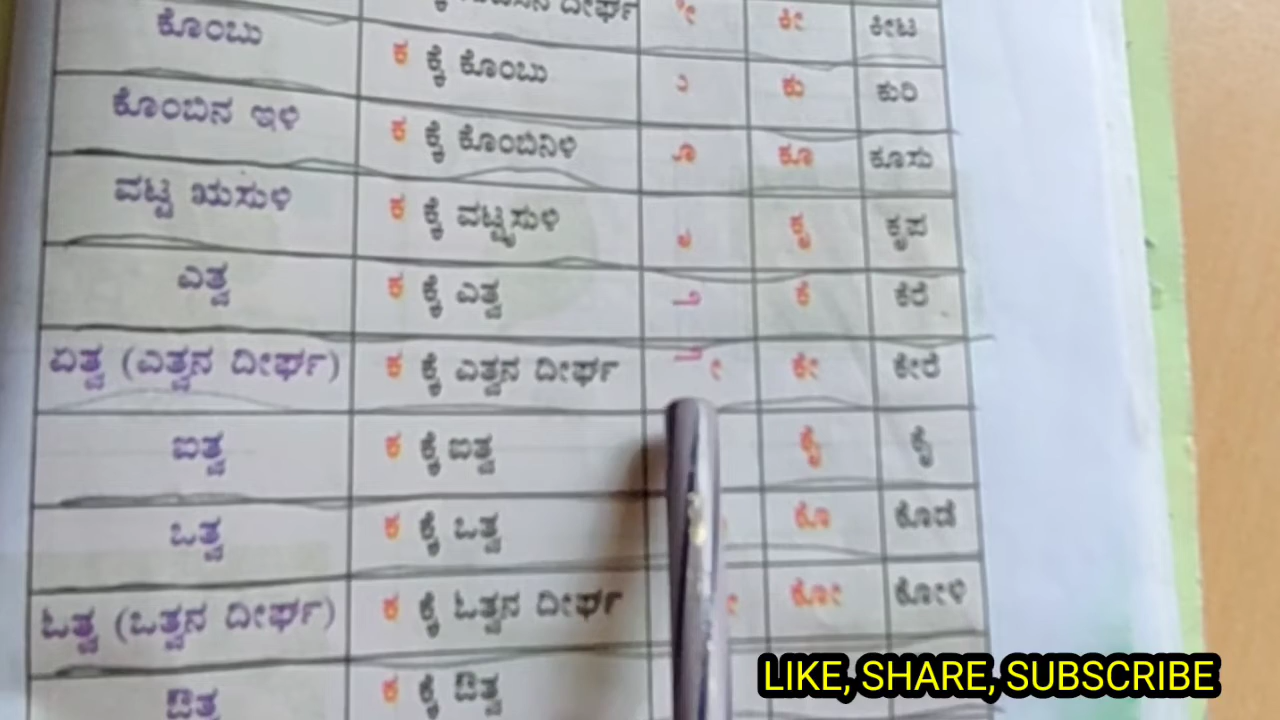 ದೀರ್ಘ ೀ ಕೀ ಕೀಟ
ಕೊಂಬು ಕ ಕ್ಕೆ ಕೊಂಬು ು ಕು ಕುರಿ
ಕೊಂಬಿನ ಇಳಿ ಕ ಕ್ಕೆ ಕೊಂಬಿನಿಳಿ ೂ ಕೂ ಕೂಸು
ವಟ್ಟ ಋಸುಳಿ ಕ ಕ್ಕೆ ವಟ್ಟೃಸುಳಿ ೃ ಕೃ ಕೃಪ
ಎತ್ವ ಕ ಕ್ಕೆ ಎತ್ವ ೆ ಕೆ ಕೆರೆ
ಏತ್ವ (ಎತ್ವನ ದೀರ್ಘ) ಕ ಕ್ಕೆ ಎತ್ವನ ದೀರ್ಘ ೇ ಕೇ ಕೇರೆ
ಐತ್ವ ಕ ಕ್ಕೆ ಐತ್ವ ಕೈ ಕೈ
ಒತ್ವ ಕ ಕ್ಕೆ ಒತ್ವ ಕೊ ಕೊಡೆ
ಓತ್ವ (ಒತ್ವನ ದೀರ್ಘ) ಕ ಕ್ಕೆ ಓತ್ವನ ದೀರ್ಘ ಕೋ ಕೋಳಿ
ಔತ್ವ ಕ ಕ್ಕೆ ಔತ್ವ
LIKE, SHARE, SUBSCRIBE